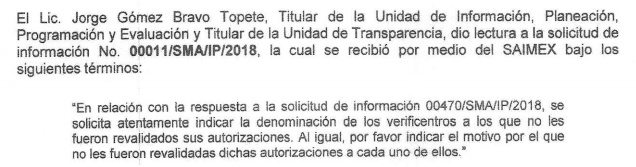 El Lic. Jorge Gómez Bravo Topete, Titular de la Unidad de Información, Planeación,
Programación y Evaluación y Titular de la Unidad de Transparencia, dio lectura a la solicitud de
información No. 00011/SMA/IP/2018, la cual se recibió por medio del SAIMEX bajo los
siguientes términos:
"En relación con la respuesta a la solicitud de información 00470/SMA/IP/2018, se
solicita atentamente indicar la denominación de los verificentros a los que no les
fueron revalidados sus autorizaciones. Al igual, por favor indicar el motivo por el que
no les fueron revalidadas dichas autorizaciones a cada uno de ellos."